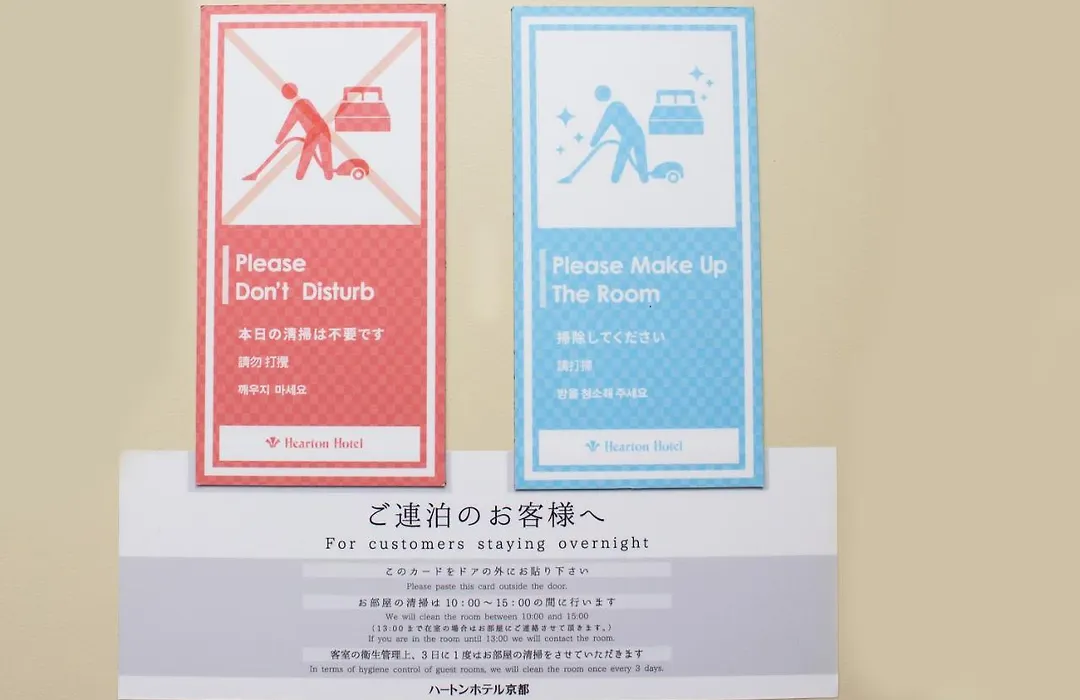 Please
Don't Disturb
本日の清掃は不要です
請勿打攪
깨우지 마세요
Hearton Hotel
Please Make Up
The Room
掃除してください
請打掃
방을 청소해 주세요
Hearton Hotel
ご連泊のお客様へ
For customers staying overnight
このカードをドアの外にお貼り下さい
Please paste this card outside the door.
お部屋の清掃は10:00～15:00の間に行います
We will clean the room between 10:00 and 15:00
(13:00まで在室の場合はお部屋にご連絡させて頂きます。)
If you are in the room until 13:00 we will contact the room.
客室の衛生管理上、3日に1度はお部屋の清掃をさせていただきます
In terms of hygiene control of guest rooms, we will clean the room once every 3 days.
ハートンホテル京都